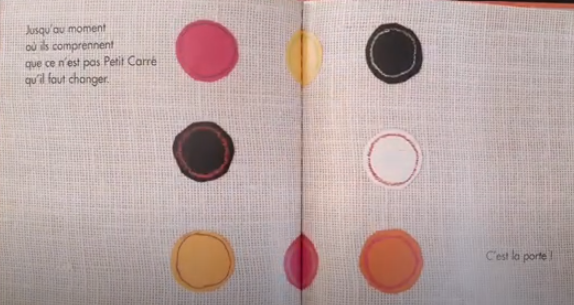 Jusqu'au moment
où ils comprennent
que ce n'est pas Petit Carré
qu'il faut changer.
C'est la porte !